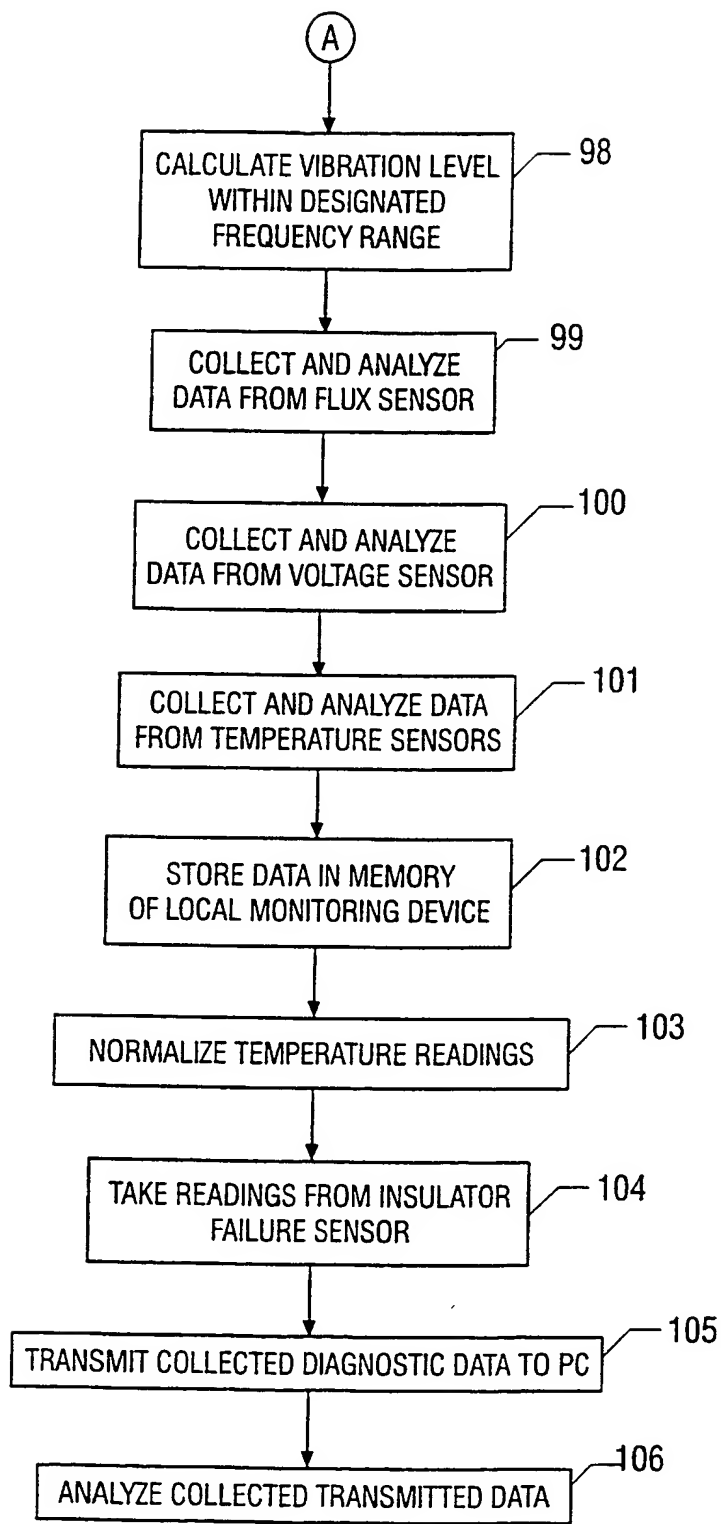 A
CALCULATE VIBRATION LEVEL
WITHIN DESIGNATED
FREQUENCY RANGE
98
COLLECT AND ANALYZE
DATA FROM FLUX SENSOR
99
COLLECT AND ANALYZE
DATA FROM VOLTAGE SENSOR
100
COLLECT AND ANALYZE DATA
FROM TEMPERATURE SENSORS
101
STORE DATA IN MEMORY
OF LOCAL MONITORING DEVICE
102
NORMALIZE TEMPERATURE READINGS
103
TAKE READINGS FROM INSULATOR
FAILURE SENSOR
104
TRANSMIT COLLECTED DIAGNOSTIC DATA TO PC
105
ANALYZE COLLECTED TRANSMITTED DATA
106